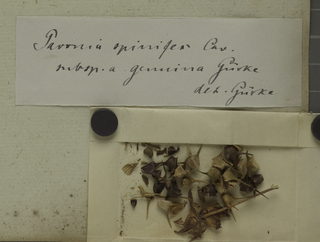 Pavonia spinifex Cav.
subsp. a. genuina Gürke
det. Gürke